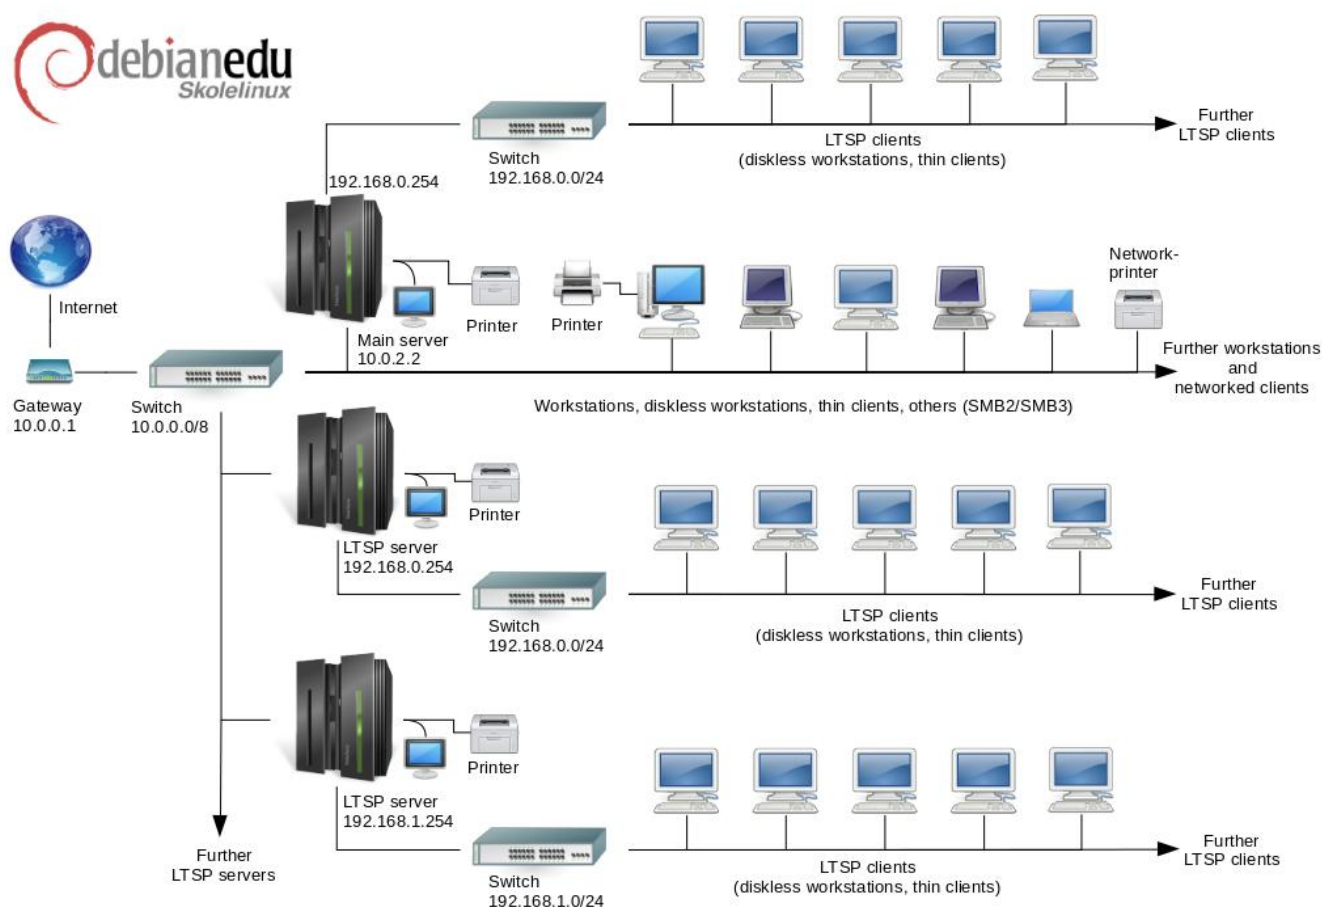 debianedu
Skolelinux
Further
LTSP clients
LTSP clients
(diskless workstations, thin clients)
Switch
192.168.0.0/24
192.168.0.254
Internet
Network-
printer
Printer
Printer
Main server
10.0.2.2
Further workstations
and
networked clients
Gateway
10.0.0.1
Switch
10.0.0.0/8
Workstations, diskless workstations, thin clients, others (SMB2/SMB3)
Printer
LTSP server
192.168.0.254
Further
LTSP clients
Switch
192.168.0.0/24
LTSP clients
(diskless workstations, thin clients)
Printer
LTSP server
192.168.1.254
Further
LTSP servers
Further
LTSP clients
LTSP clients
(diskless workstations, thin clients)
Switch
192.168.1.0/24